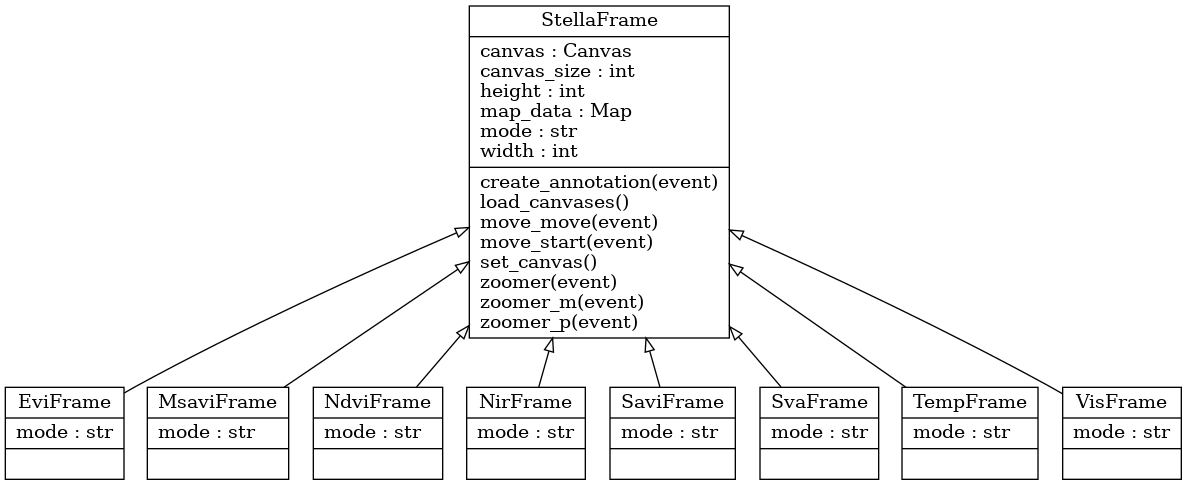 StellaFrame
canvas : Canvas
canvas_size : int
height : int
map_data : Map
mode : str
width : int
create_annotation(event)
load_canvases()
move_move(event)
move_start(event)
set_canvas()
zoomer(event)
zoomer_m(event)
zoomer_p(event)
EviFrame
mode : str
MsaviFrame
mode : str
NdviFrame
mode : str
NirFrame
mode : str
SaviFrame
mode : str
SvaFrame
mode : str
TempFrame
mode : str
VisFrame
mode : str